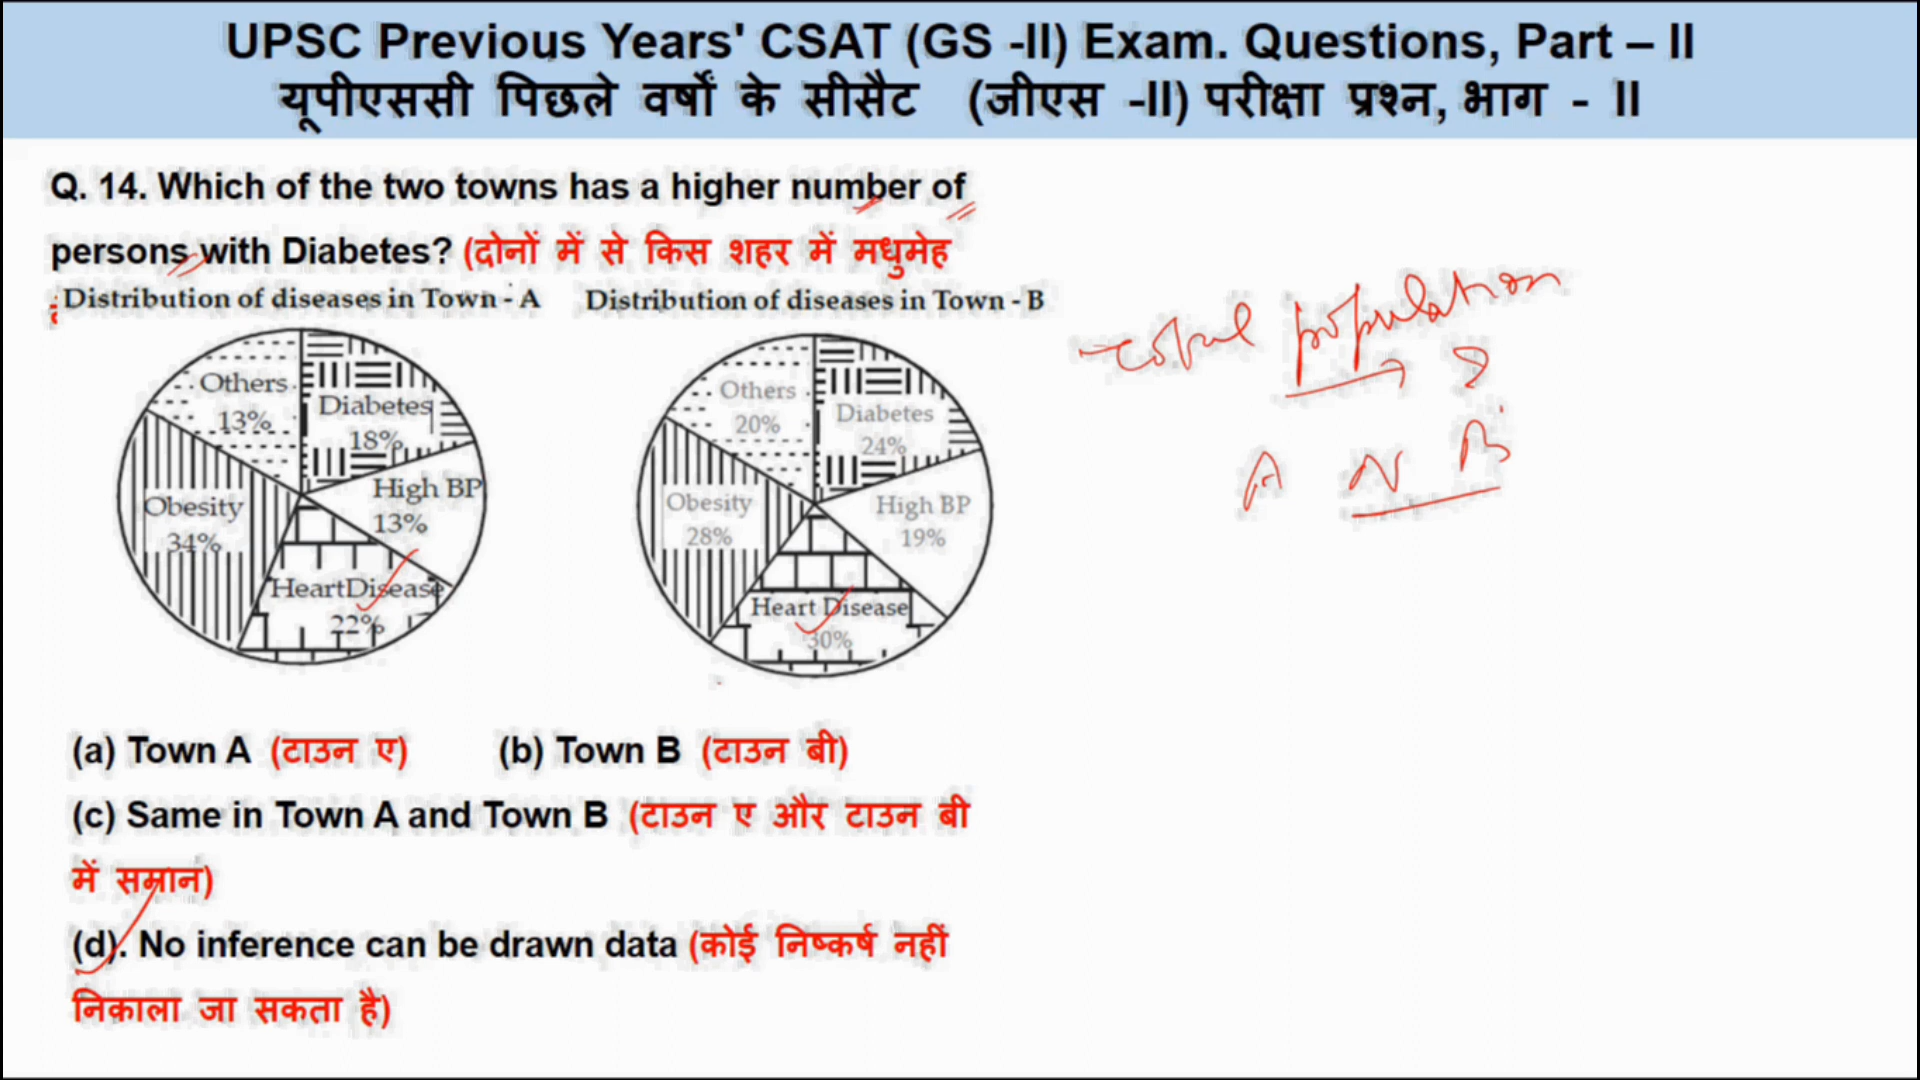 UPSC Previous Years' CSAT (GS -II) Exam. Questions, Part – II
यूपीएससी पिछले वर्षों के सीसैट (जीएस -II) परीक्षा प्रश्न, भाग - II
Q. 14. Which of the two towns has a higher number of
persons with Diabetes? (दोनों में से किस शहर में मधुमेह
Distribution of diseases in Town - A
Others
13%
Diabetes
18%
High BP
13%
Obesity
34%
Heart Disease
22%
Distribution of diseases in Town - B
Others
20%
Diabetes
24%
High BP
19%
Obesity
28%
Heart Disease
30%
total population
A N B
(a) Town A (टाउन ए) (b) Town B (टाउन बी)
(c) Same in Town A and Town B (टाउन ए और टाउन बी
में समान)
(d). No inference can be drawn data (कोई निष्कर्ष नहीं
निकाला जा सकता है)